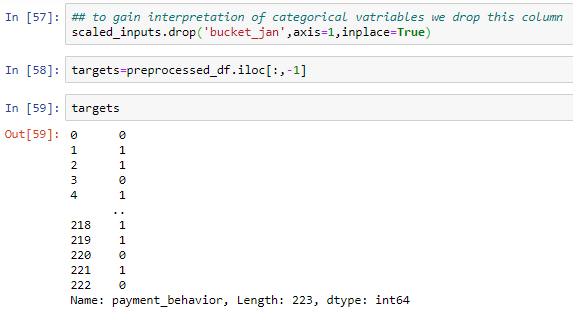 In [57]: ## to gain interpretation of categorical vatriables we drop this column
scaled_inputs.drop('bucket_jan',axis=1,inplace=True)
In [58]: targets=preprocessed_df.iloc[:,-1]
In [59]: targets
Out[59]: 0 0
1 1
2 1
3 0
4 1
..
218 1
219 1
220 0
221 1
222 0
Name: payment_behavior, Length: 223, dtype: int64